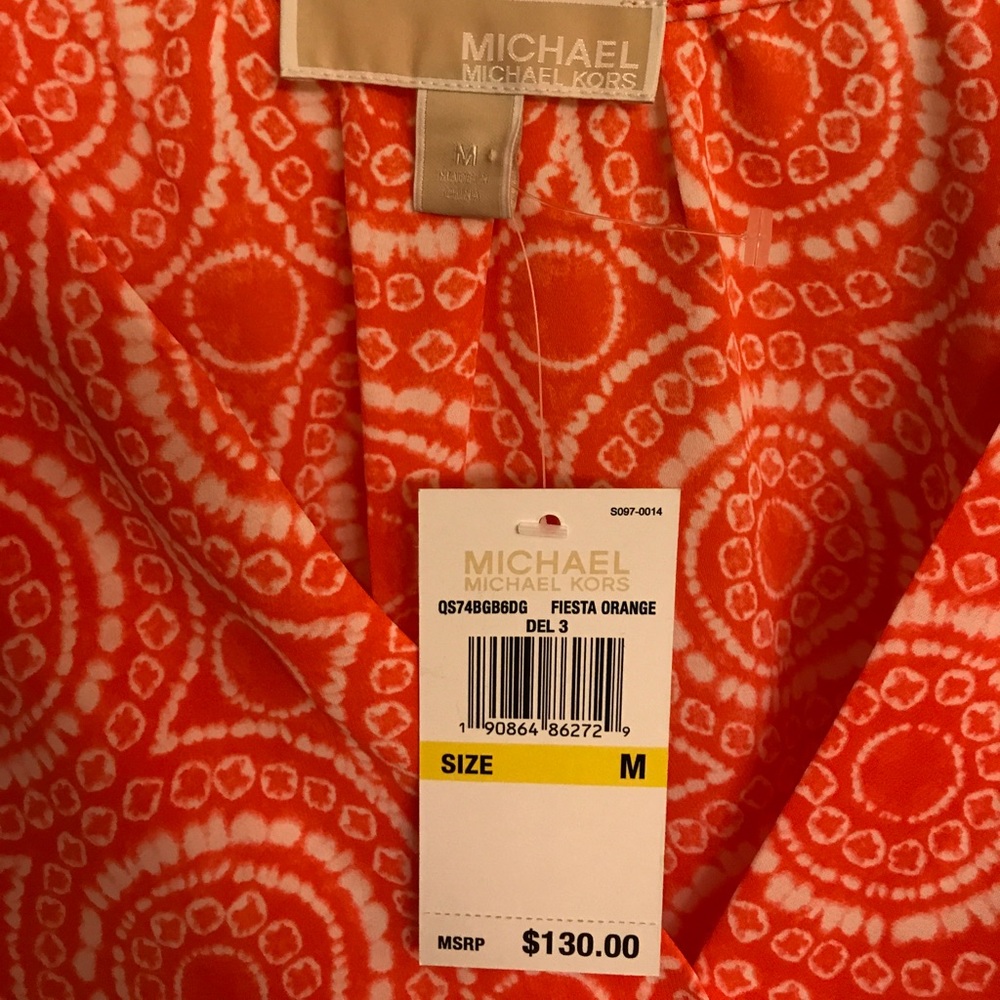 MICHAEL
MICHAEL KORS
M
S097-0014
MICHAEL
MICHAEL KORS
QS74BGB6DG FIESTA ORANGE
DEL 3
1 90864 86272 9
SIZE M
MSRP $130.00